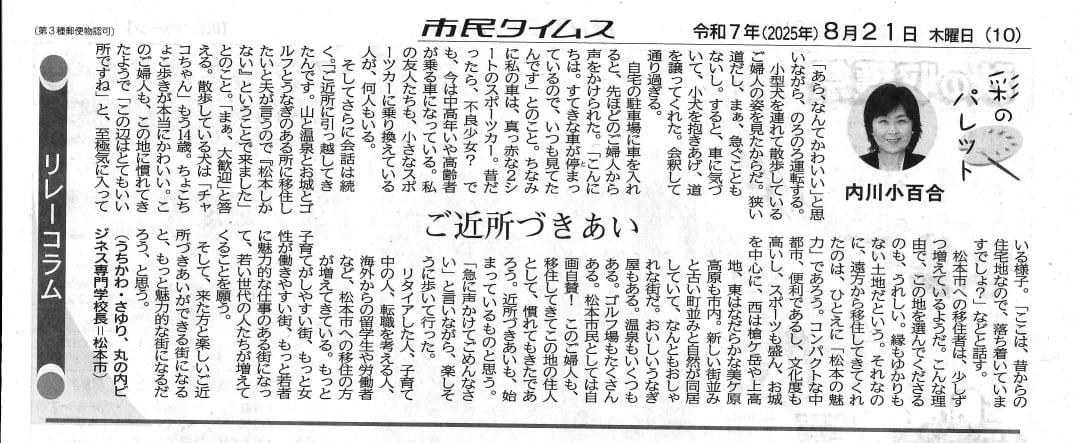 (第３種郵便物認可)
市民タイムス
令和７年(2025年)８月２１日 木曜日 (10)
彩の
パレット
内川小百合
リレーコラム
ご近所づきあい
「あら、なんてかわいい」と思
いながら、のろのろ運転する。
小型犬を連れて散歩している
ご婦人の姿を見たからだ。狭い
道だし、まぁ、急ぐことも
ないし。すると、車に気づ
いて、小犬を抱きあげ、道
を譲ってくれた。会釈して
通り過ぎる。
自宅の駐車場に車を入れ
ると、先ほどのご婦人から
声をかけられた。「こんに
ちは。すてきな車が停まっ
ているので、いつも見てた
んです」とのこと。ちなみ
に私の車は、真っ赤な２シ
ートのスポーツカー。昔だ
ったら、不良少女？ で
も、今は中高年いや高齢者
が乗る車になっている。私
の友人たちも、小さなスポ
ーツカーに乗り換えている
人が、何人もいる。
そしてさらに会話は続
く。「ご近所に引っ越してき
たんです。山と温泉とお城とゴ
ルフとうなぎのある所に移住し
たいと夫が言うので『松本しか
ない』ということで来ました」
とのこと。「まぁ、大歓迎」と答
える。散歩している犬は「チャ
コちゃん」もう14歳。ちょこち
ょこ歩きが本当にかわいい。こ
のご婦人も、この地に慣れてき
たようで「この辺はとてもいい
所ですね」と、至極気に入って
いる様子。「ここは、昔からの
住宅地なので、落ち着いていま
すでしょ？」などと話す。
松本市への移住者は、少しず
つ増えているようだ。こんな理
由で、この地を選んでくださる
のも、うれしい。縁もゆかりも
ない土地だという。それなの
に、遠方から移住してきてくれ
たのは、ひとえに「松本の魅
力」であろう。コンパクトな中
都市、便利であるし、文化度も
高いし、スポーツも盛ん、お城
を中心に、西は槍ケ岳や上高
地、東はなだらかな美ケ原
高原も市内。新しい街並み
と古い町並みと自然が同居
していて、なんともおしゃ
れな街だ。おいしいうなぎ
屋もある。温泉もいくつも
ある。ゴルフ場もたくさん
ある。松本市民としては自
画自賛！ このご婦人も、
移住してきてこの地の住人
として、慣れてもきたであ
ろう。近所づきあいも、始
まっているものと思う。
「急に声かけてごめんなさ
い」と言いながら、楽しそ
うに歩いて行った。
リタイアした人、子育て
中の人、転職を考える人、
海外からの留学生や労働者
など、松本市への移住の方
が増えてきている。もっと
子育てがしやすい街、もっと女
性が働きやすい街、もっと若者
に魅力的な仕事のある街になっ
て、若い世代の人たちが増えて
くることを願う。
そして、来た方と楽しいご近
所づきあいができる街になる
と、もっと魅力的な街になるだ
ろう、と思う。
（うちかわ・さゆり、丸の内ビ
ジネス専門学校長＝松本市）